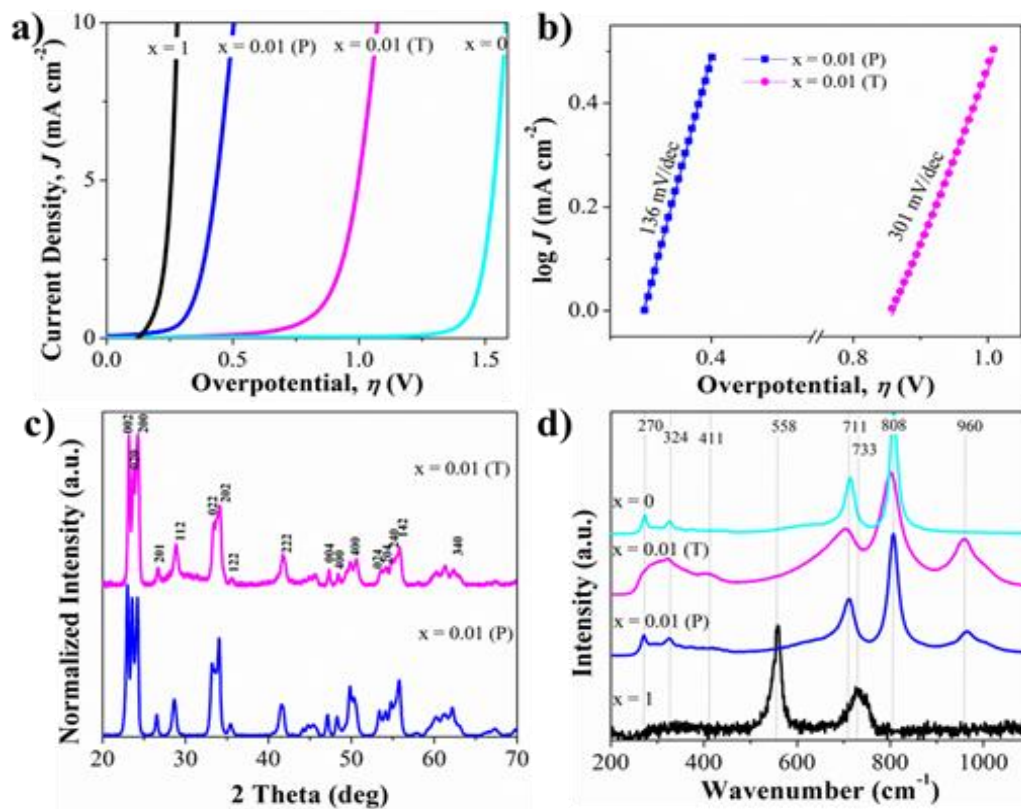 a)
10
x = 1
x = 0.01 (P)
x = 0.01 (T)
x = 0
5
0
0.0
0.5
1.0
1.5
Current Density, J (mA cm-2)
Overpotential, η (V)
b)
x = 0.01 (P)
x = 0.01 (T)
0.4
0.2
0.0
136 mV/dec
301 mV/dec
0.4
0.8
1.0
log J (mA cm-2)
Overpotential, η (V)
c)
002
020
200
x = 0.01 (T)
201
112
022
202
122
222
004
400
400
024
204
240
142
340
x = 0.01 (P)
20
30
40
50
60
70
Normalized Intensity (a.u.)
2 Theta (deg)
d)
270
324
411
558
711
733
808
960
x = 0
x = 0.01 (T)
x = 0.01 (P)
x = 1
200
400
600
800
1000
Intensity (a.u.)
Wavenumber (cm-1)